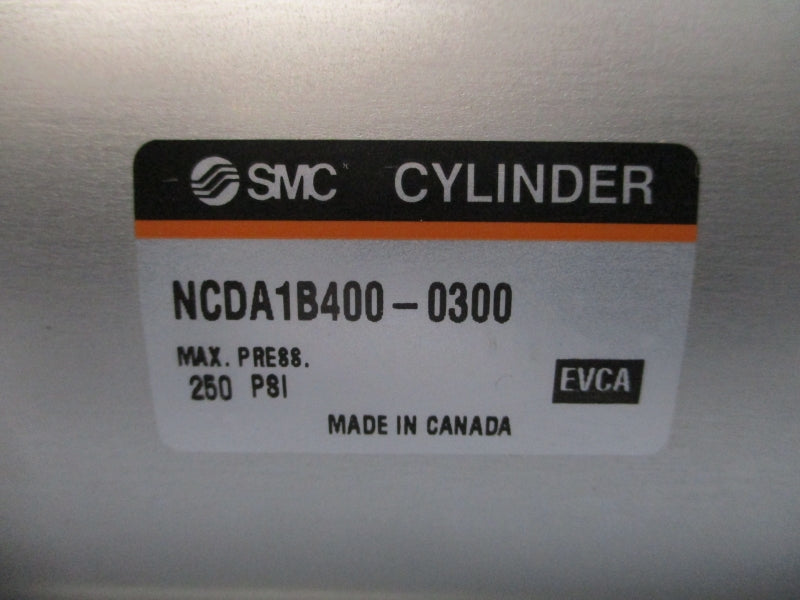 SMC CYLINDER
NCDA1B400-0300
MAX. PRESS.
250 PSI
EVCA
MADE IN CANADA